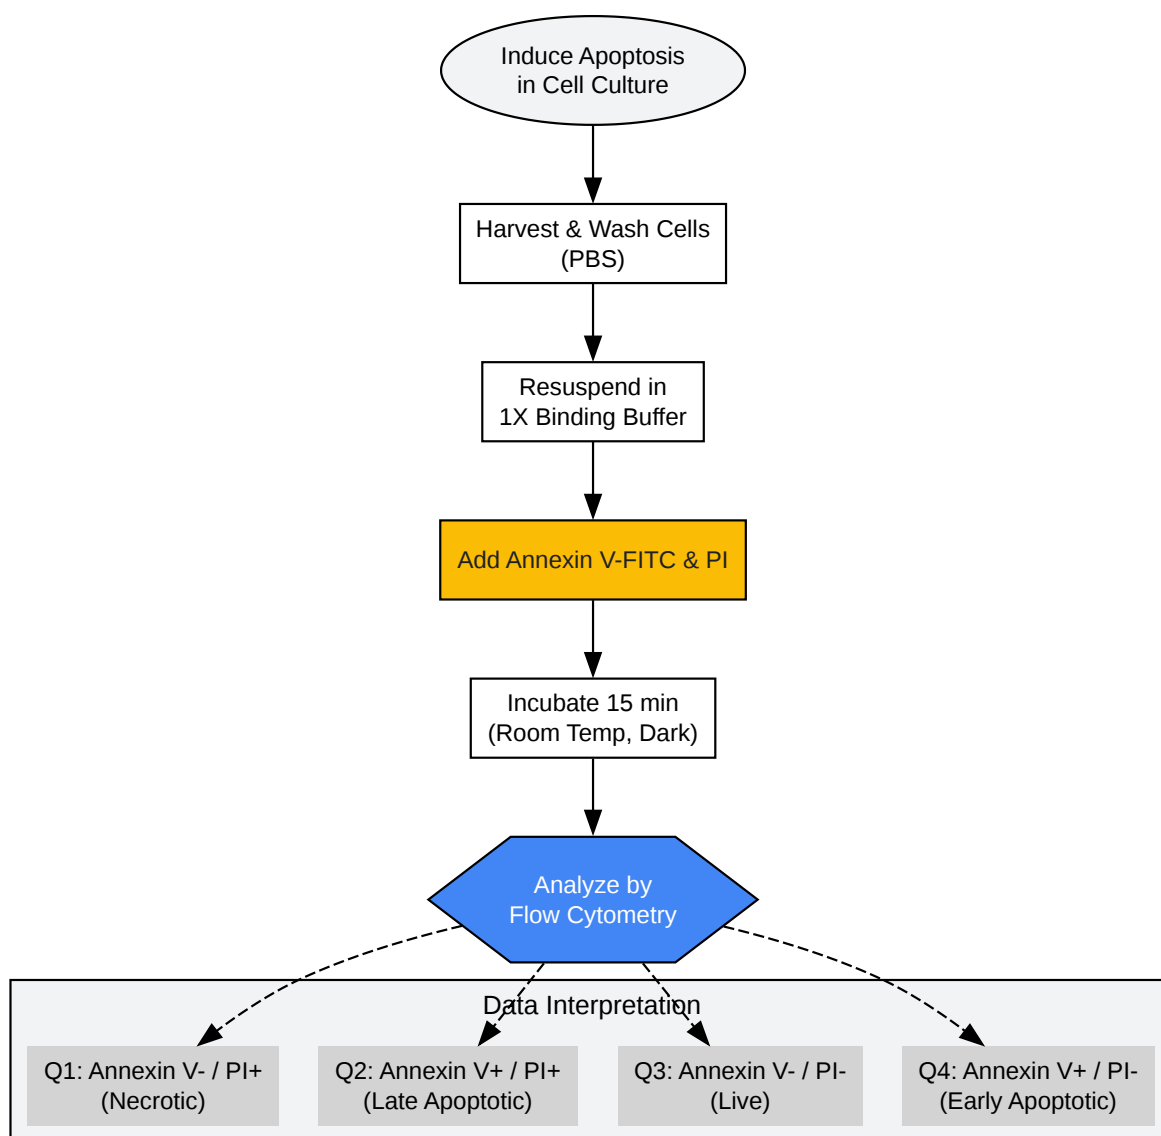 Induce Apoptosis
in Cell Culture
Harvest & Wash Cells
(PBS)
Resuspend in
1X Binding Buffer
Add Annexin V-FITC & PI
Incubate 15 min
(Room Temp, Dark)
Analyze by
Flow Cytometry
Data Interpretation
Q1: Annexin V- / PI+
(Necrotic)
Q2: Annexin V+ / PI+
(Late Apoptotic)
Q3: Annexin V- / PI-
(Live)
Q4: Annexin V+ / PI-
(Early Apoptotic)